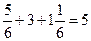 5/6 ÷ 3 ÷ 1 1/6 = 5